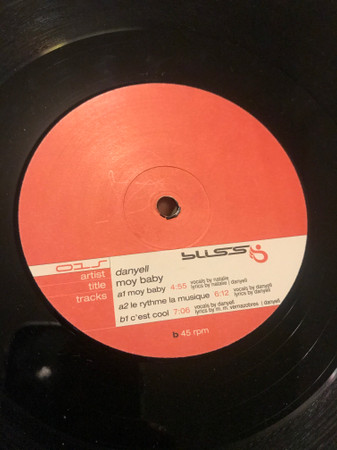 015
artist danyell
title moy baby
tracks a1 moy baby 4:55 vocals by natalie
lyrics by natalie | danyell
a2 le rythme la musique 6:12 vocals by danyell
lyrics by danyell
b1 c'est cool 7:06 vocals by danyell
lyrics by m. m. vernazobres. | danyell
b 45 rpm